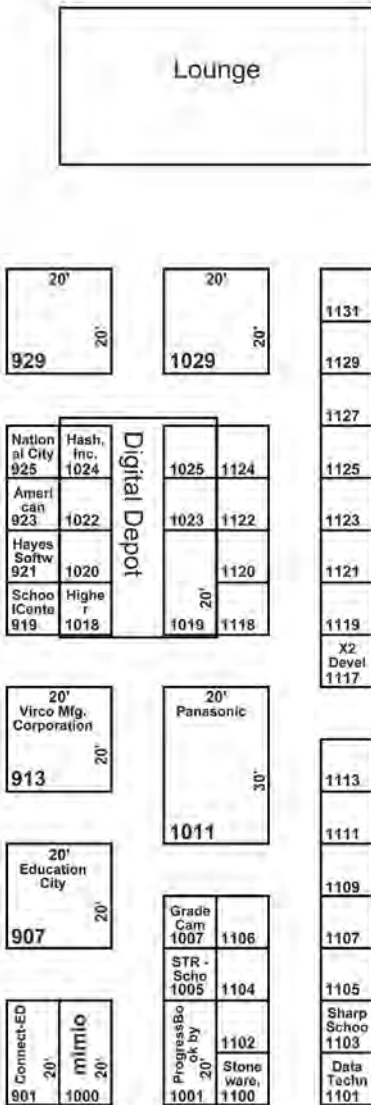 Lounge
20'
20'
929
20'
20'
1029
1131
1129
1127
1125
1123
1121
1119
X2
Devel
1117
Nation
al City
925
Hash,
Inc.
1024
Ameri
can
923
1022
Hayes
Softw
921
1020
Schoo
lCente
919
Highe
r
1018
Digital Depot
1025
1124
1023
1122
1120
20'
1019
1118
20'
Virco Mfg.
Corporation
20'
913
20'
Panasonic
30'
1011
1113
1111
1109
1107
1105
Sharp
Schoo
1103
Data
Techn
1101
20'
Education
City
20'
907
Grade
Cam
1007
1106
STR -
Scho
1005
1104
ProgressBo
ok by
20'
1001
1102
Stone
ware,
1100
Connect-ED
20'
901
mimio
20'
1000